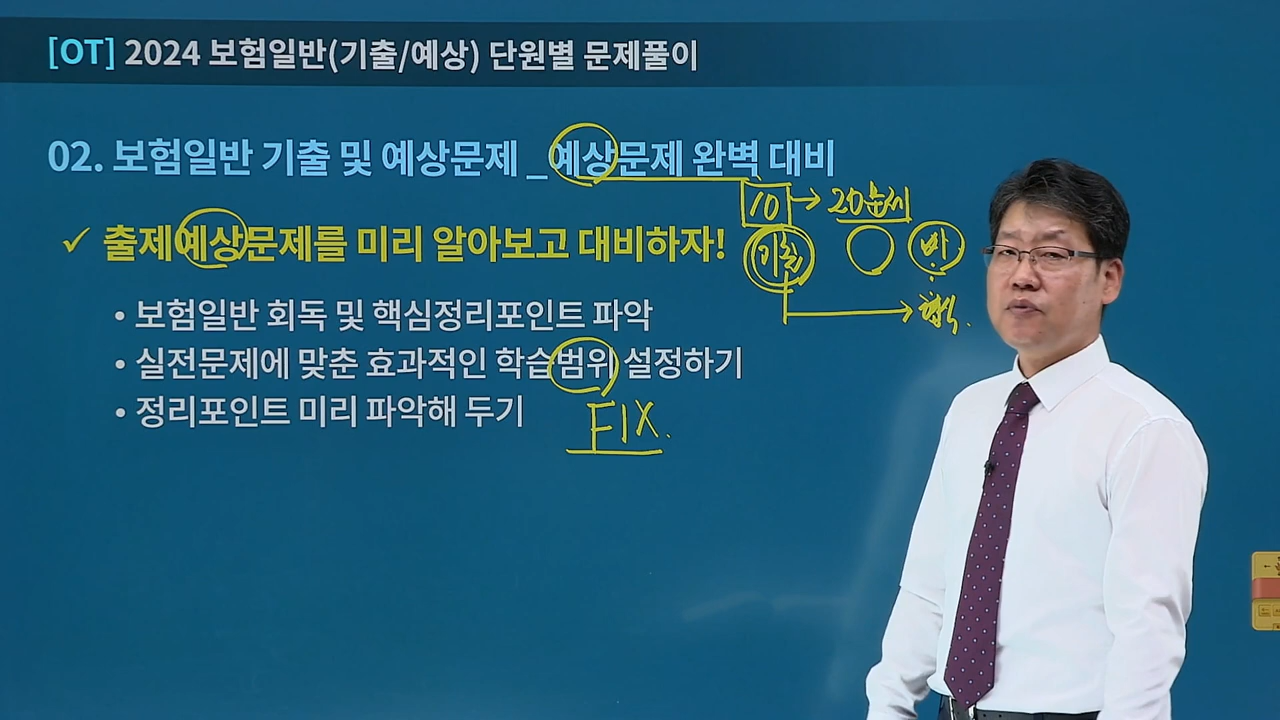 [OT] 2024 보험일반(기출/예상) 단원별 문제풀이
02. 보험일반 기출 및 예상문제 _예상문제 완벽 대비
10 → 20문제
✓ 출제예상문제를 미리 알아보고 대비하자!
기출
• 보험일반 회독 및 핵심정리포인트 파악
• 실전문제에 맞춘 효과적인 학습범위 설정하기
• 정리포인트 미리 파악해 두기
FIX.